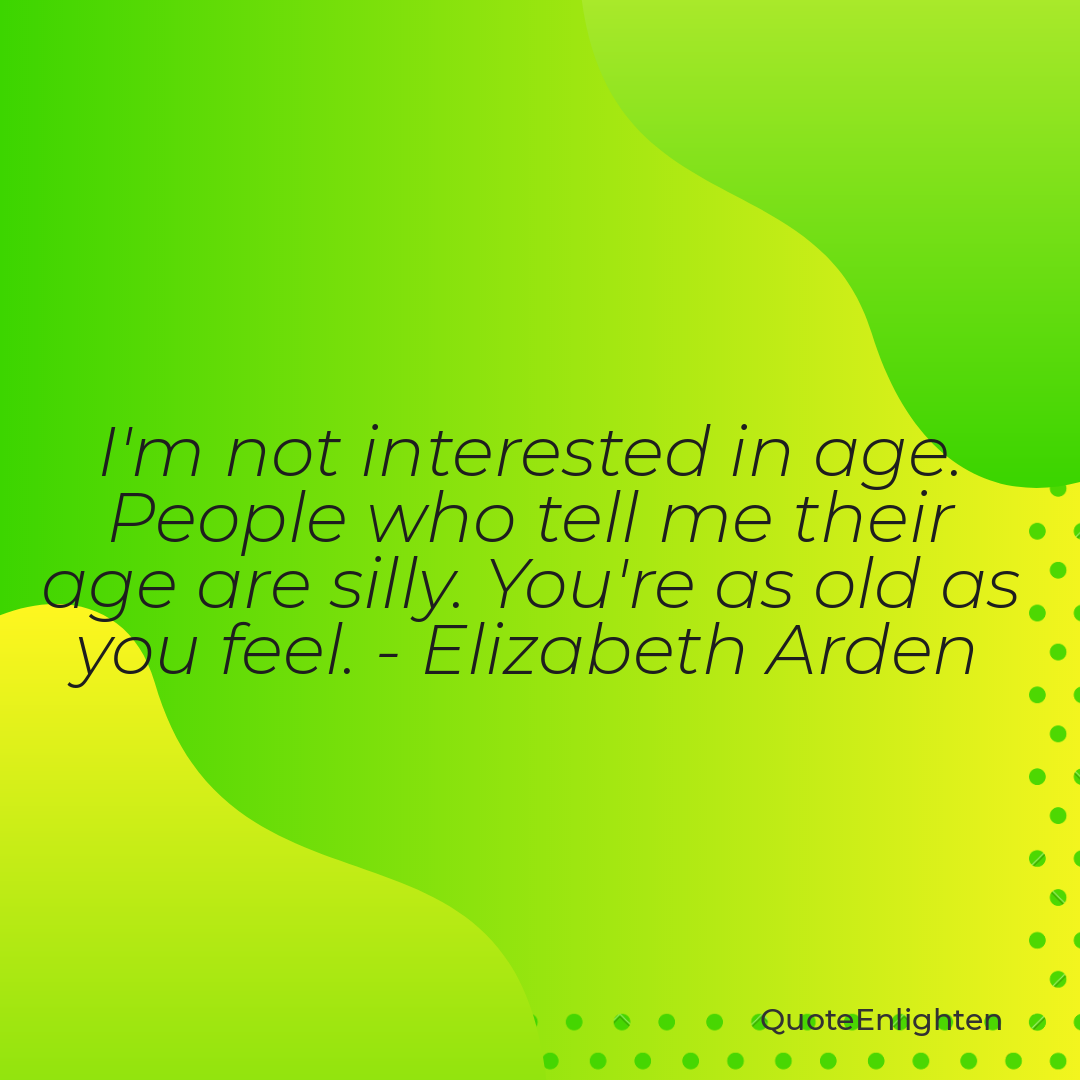 I'm not interested in age.
People who tell me their
age are silly. You're as old as
you feel. - Elizabeth Arden
QuoteEnlighten